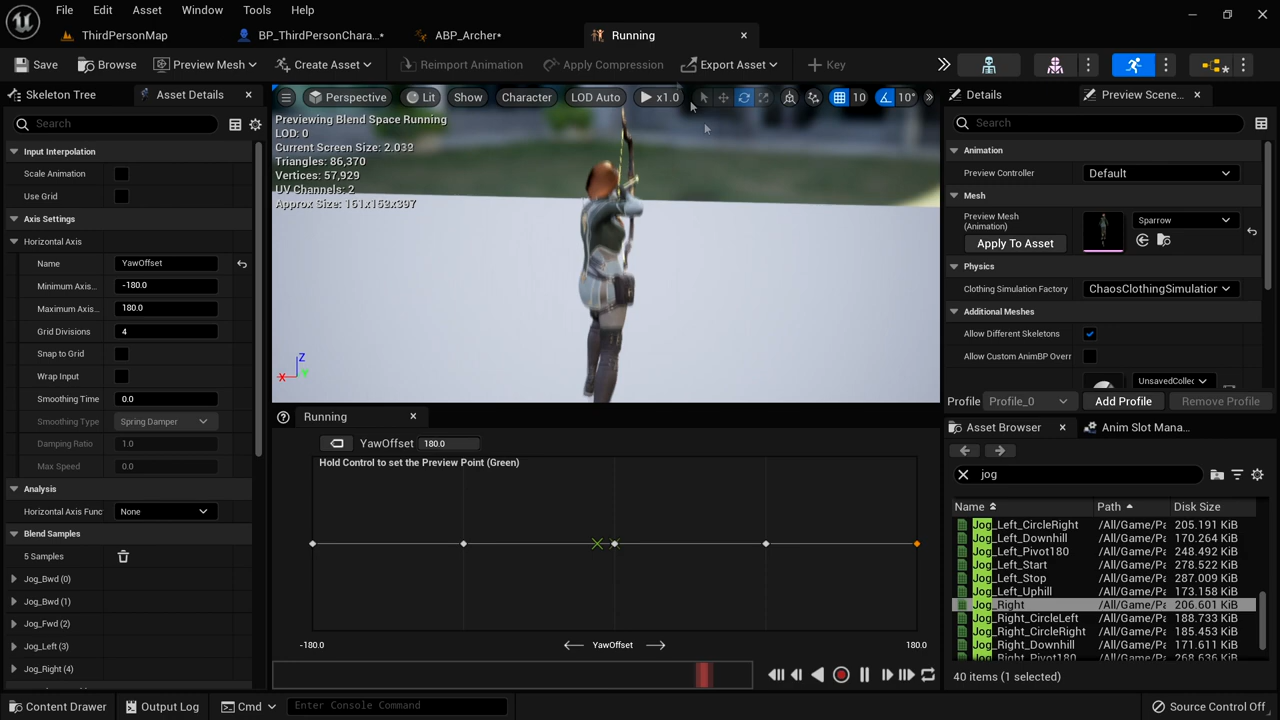 File Edit Asset Window Tools Help
ThirdPersonMap
BP_ThirdPersonChara...*
ABP_Archer*
Running
Save
Browse
Preview Mesh
Create Asset
Reimport Animation
Apply Compression
Export Asset
Key
Skeleton Tree
Asset Details
Search
Input Interpolation
Scale Animation
Use Grid
Axis Settings
Horizontal Axis
Name YawOffset
Minimum Axis... -180.0
Maximum Axis... 180.0
Grid Divisions 4
Snap to Grid
Wrap Input
Smoothing Time 0.0
Smoothing Type Spring Damper
Damping Ratio 1.0
Max Speed 0.0
Analysis
Horizontal Axis Func None
Blend Samples
5 Samples
Jog_Bwd (0)
Jog_Bwd (1)
Jog_Fwd (2)
Jog_Left (3)
Jog_Right (4)
Perspective
Lit
Show
Character
LOD Auto
x1.0
10
10°
Previewing Blend Space Running
LOD: 0
Current Screen Size: 2.032
Triangles: 86,370
Vertices: 57,929
UV Channels: 2
Approx Size: 161x152x397
Z
X
Running
YawOffset 180.0
Hold Control to set the Preview Point (Green)
-180.0 YawOffset 180.0
Details
Preview Scene...
Search
Animation
Preview Controller Default
Mesh
Preview Mesh
(Animation)
Apply To Asset
Sparrow
Physics
Clothing Simulation Factory ChaosClothingSimulation
Additional Meshes
Allow Different Skeletons
Allow Custom AnimBP Overr
UnsavedCollec
Profile Profile_0 Add Profile Remove Profile
Asset Browser
Anim Slot Mana...
jog
Name Path Disk Size
Jog_Left_CircleRight /All/Game/Pa 205.191 KiB
Jog_Left_Downhill /All/Game/Pa 170.264 KiB
Jog_Left_Pivot180 /All/Game/Pa 248.492 KiB
Jog_Left_Start /All/Game/Pa 278.522 KiB
Jog_Left_Stop /All/Game/Pa 287.009 KiB
Jog_Left_Uphill /All/Game/Pa 173.158 KiB
Jog_Right /All/Game/Pa 206.601 KiB
Jog_Right_CircleLeft /All/Game/Pa 188.733 KiB
Jog_Right_CircleRight /All/Game/Pa 185.453 KiB
Jog_Right_Downhill /All/Game/Pa 171.611 KiB
Jog_Right_Pivot180 /All/Game/Pa 268.636 KiB
40 items (1 selected)
Content Drawer
Output Log
Cmd
Enter Console Command
Source Control Off